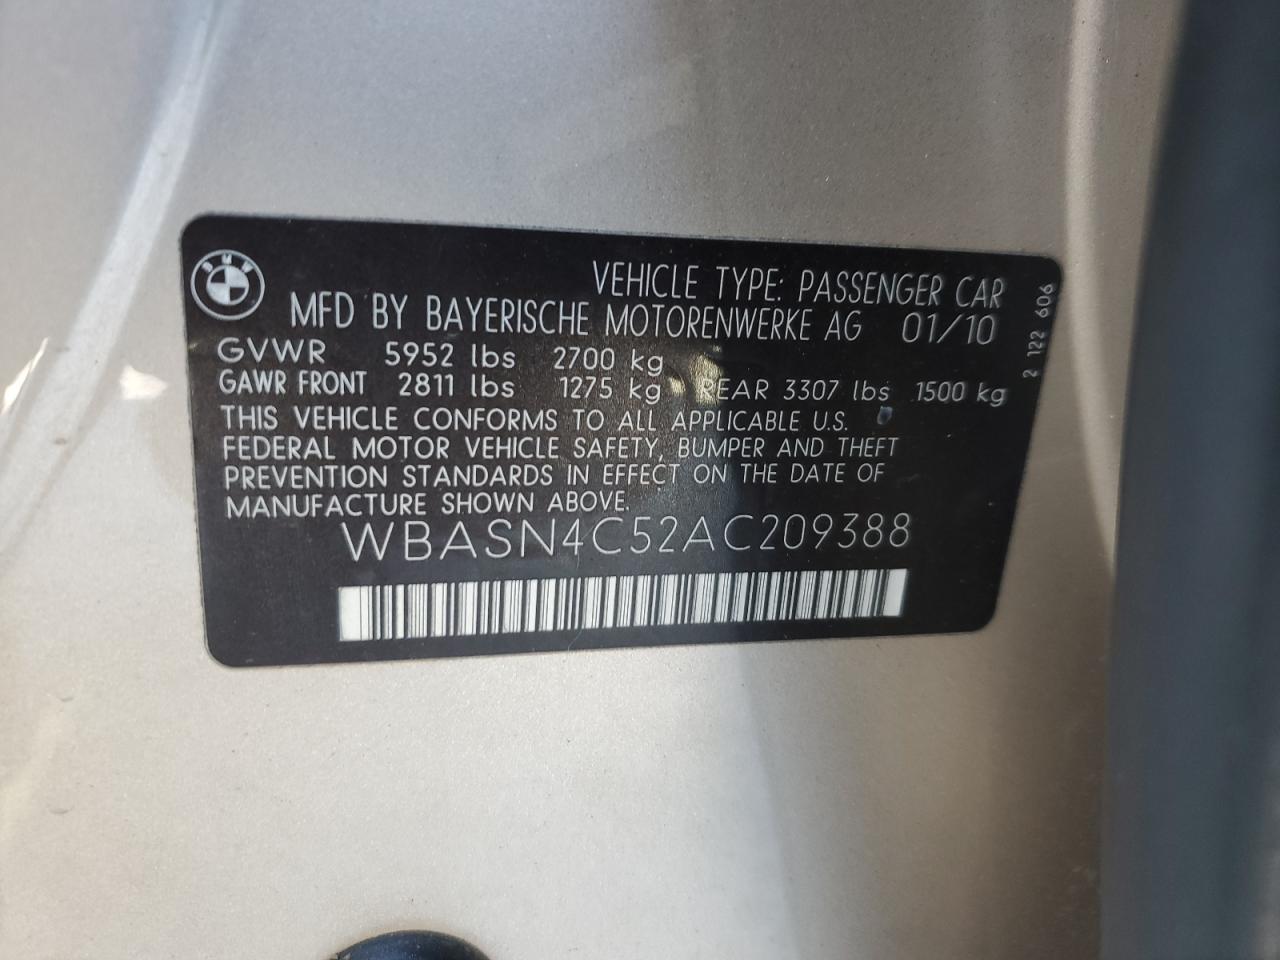 BMW
VEHICLE TYPE: PASSENGER CAR
MFD BY BAYERISCHE MOTORENWERKE AG 01/10
GVWR 5952 lbs 2700 kg
GAWR FRONT 2811 lbs 1275 kg REAR 3307 lbs 1500 kg
THIS VEHICLE CONFORMS TO ALL APPLICABLE U.S.
FEDERAL MOTOR VEHICLE SAFETY, BUMPER AND THEFT
PREVENTION STANDARDS IN EFFECT ON THE DATE OF
MANUFACTURE SHOWN ABOVE.
WBASN4C52AC209388
2 122 606